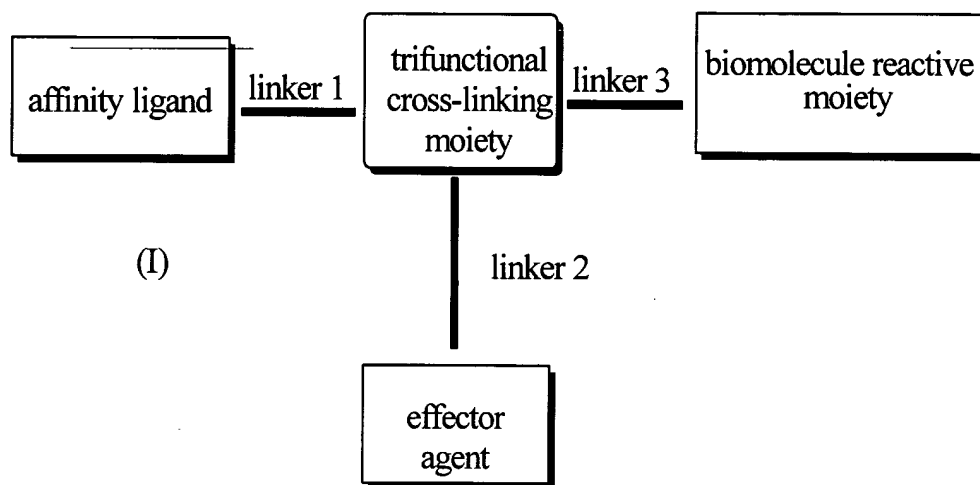 affinity ligand
linker 1
trifunctional
cross-linking
moiety
linker 3
biomolecule reactive
moiety
(I)
linker 2
effector
agent